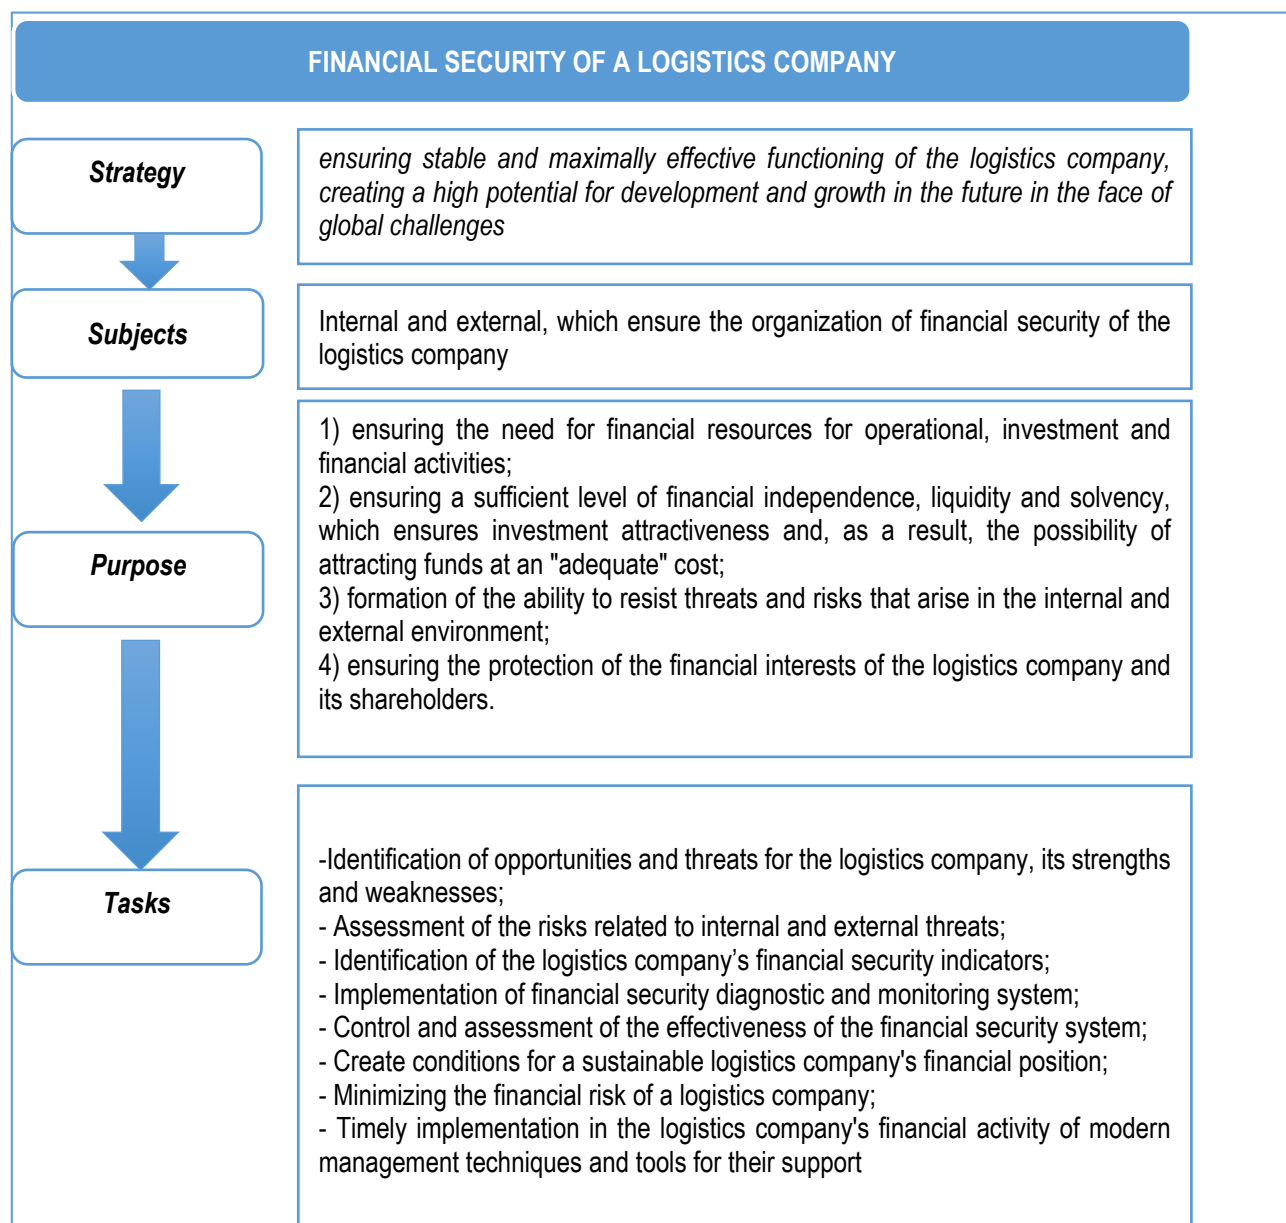 FINANCIAL SECURITY OF A LOGISTICS COMPANY
Strategy
ensuring stable and maximally effective functioning of the logistics company,
creating a high potential for development and growth in the future in the face of
global challenges
Subjects
Internal and external, which ensure the organization of financial security of the
logistics company
Purpose
1) ensuring the need for financial resources for operational, investment and
financial activities;
2) ensuring a sufficient level of financial independence, liquidity and solvency,
which ensures investment attractiveness and, as a result, the possibility of
attracting funds at an "adequate" cost;
3) formation of the ability to resist threats and risks that arise in the internal and
external environment;
4) ensuring the protection of the financial interests of the logistics company and
its shareholders.
Tasks
-Identification of opportunities and threats for the logistics company, its strengths
and weaknesses;
- Assessment of the risks related to internal and external threats;
- Identification of the logistics company’s financial security indicators;
- Implementation of financial security diagnostic and monitoring system;
- Control and assessment of the effectiveness of the financial security system;
- Create conditions for a sustainable logistics company's financial position;
- Minimizing the financial risk of a logistics company;
- Timely implementation in the logistics company's financial activity of modern
management techniques and tools for their support